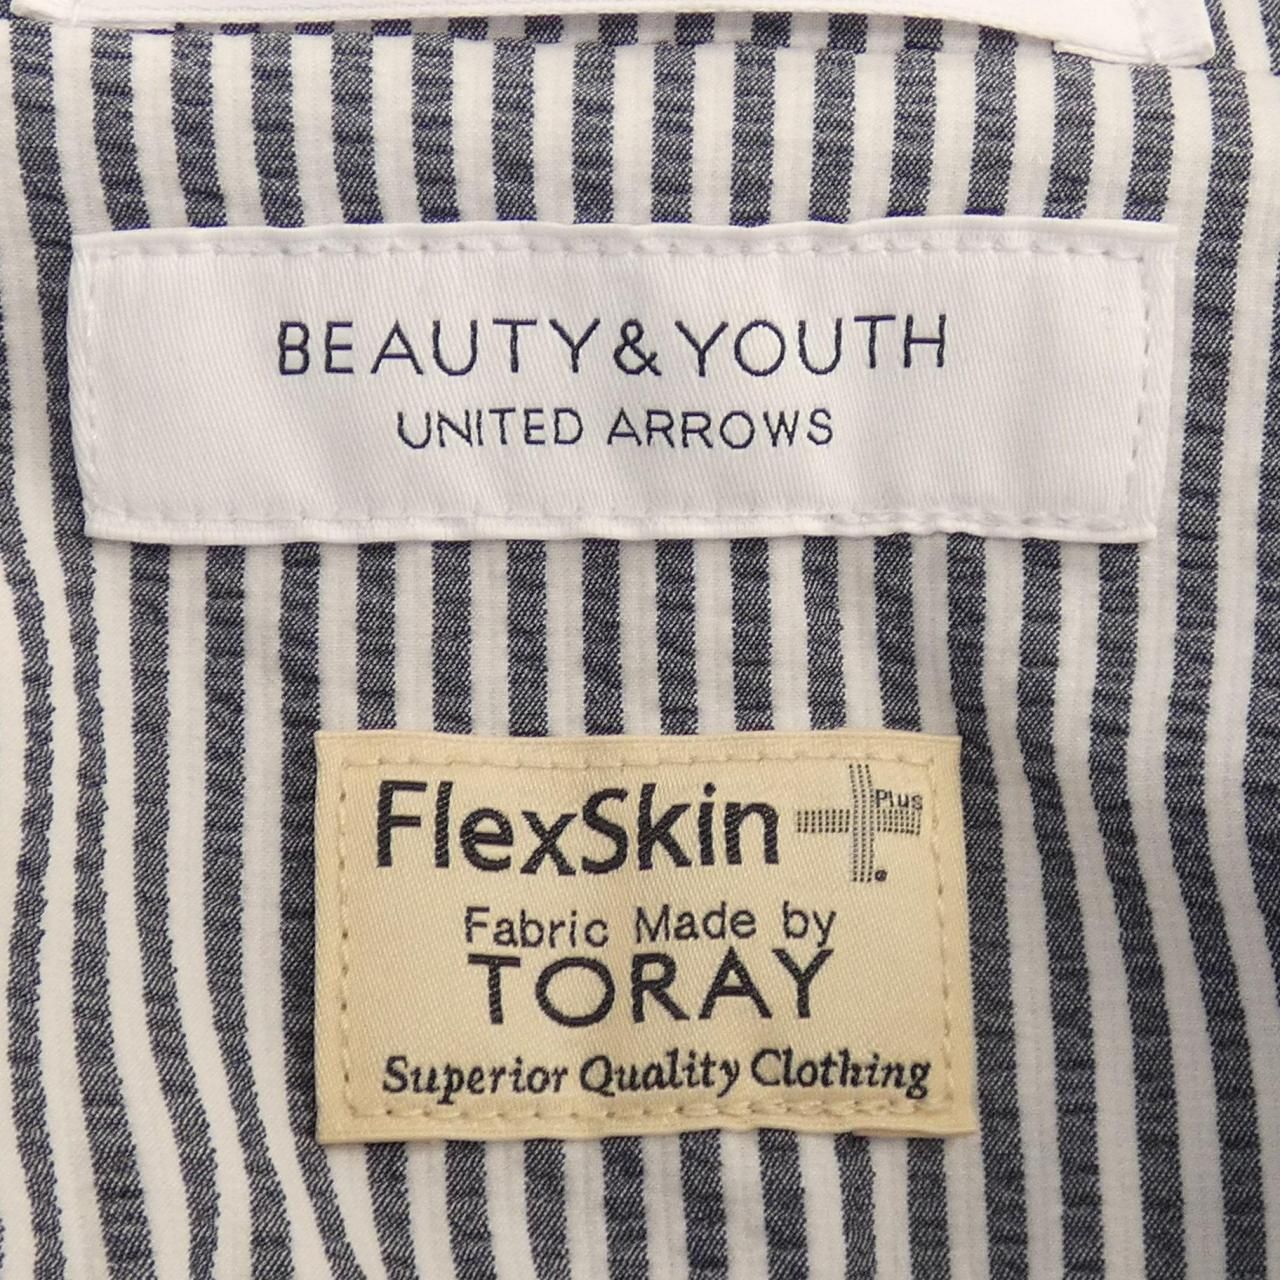 BEAUTY&YOUTH
UNITED ARROWS
FlexSkin Plus
Fabric Made by
TORAY
Superior Quality Clothing